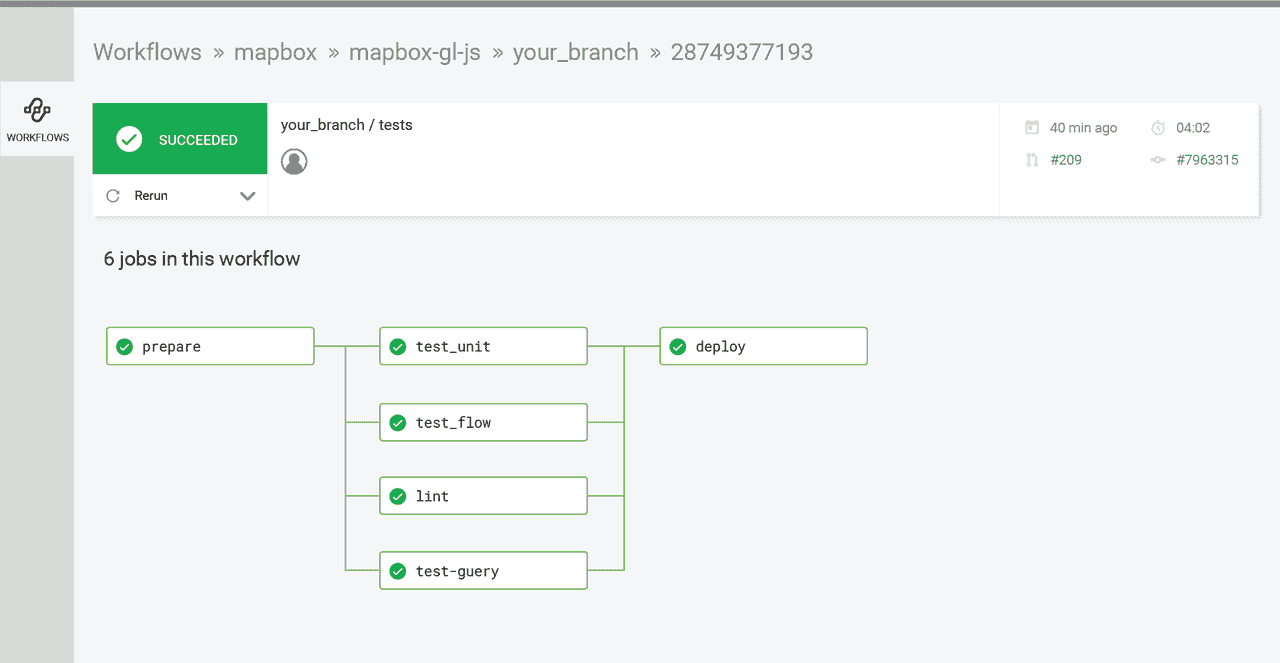 Workflows » mapbox » mapbox-gl-js » your_branch » 28749377193
WORKFLOWS
SUCCEEDED
your_branch / tests
40 min ago
04:02
#209
#7963315
Rerun
6 jobs in this workflow
prepare
test_unit
deploy
test_flow
lint
test-guery